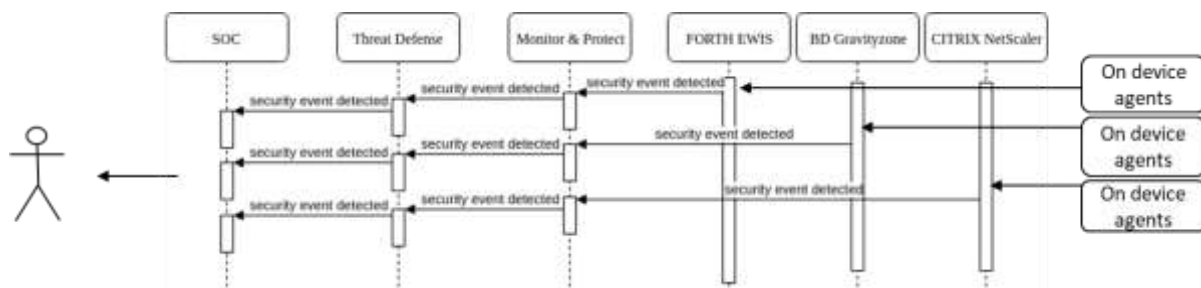 SOC
Threat Defense
Monitor & Protect
FORTH EWIS
BD Gravityzone
CITRIX NetScaler
On device
agents
security event detected
security event detected
security event detected
On device
agents
security event detected
security event detected
security event detected
On device
agents
security event detected
security event detected
security event detected